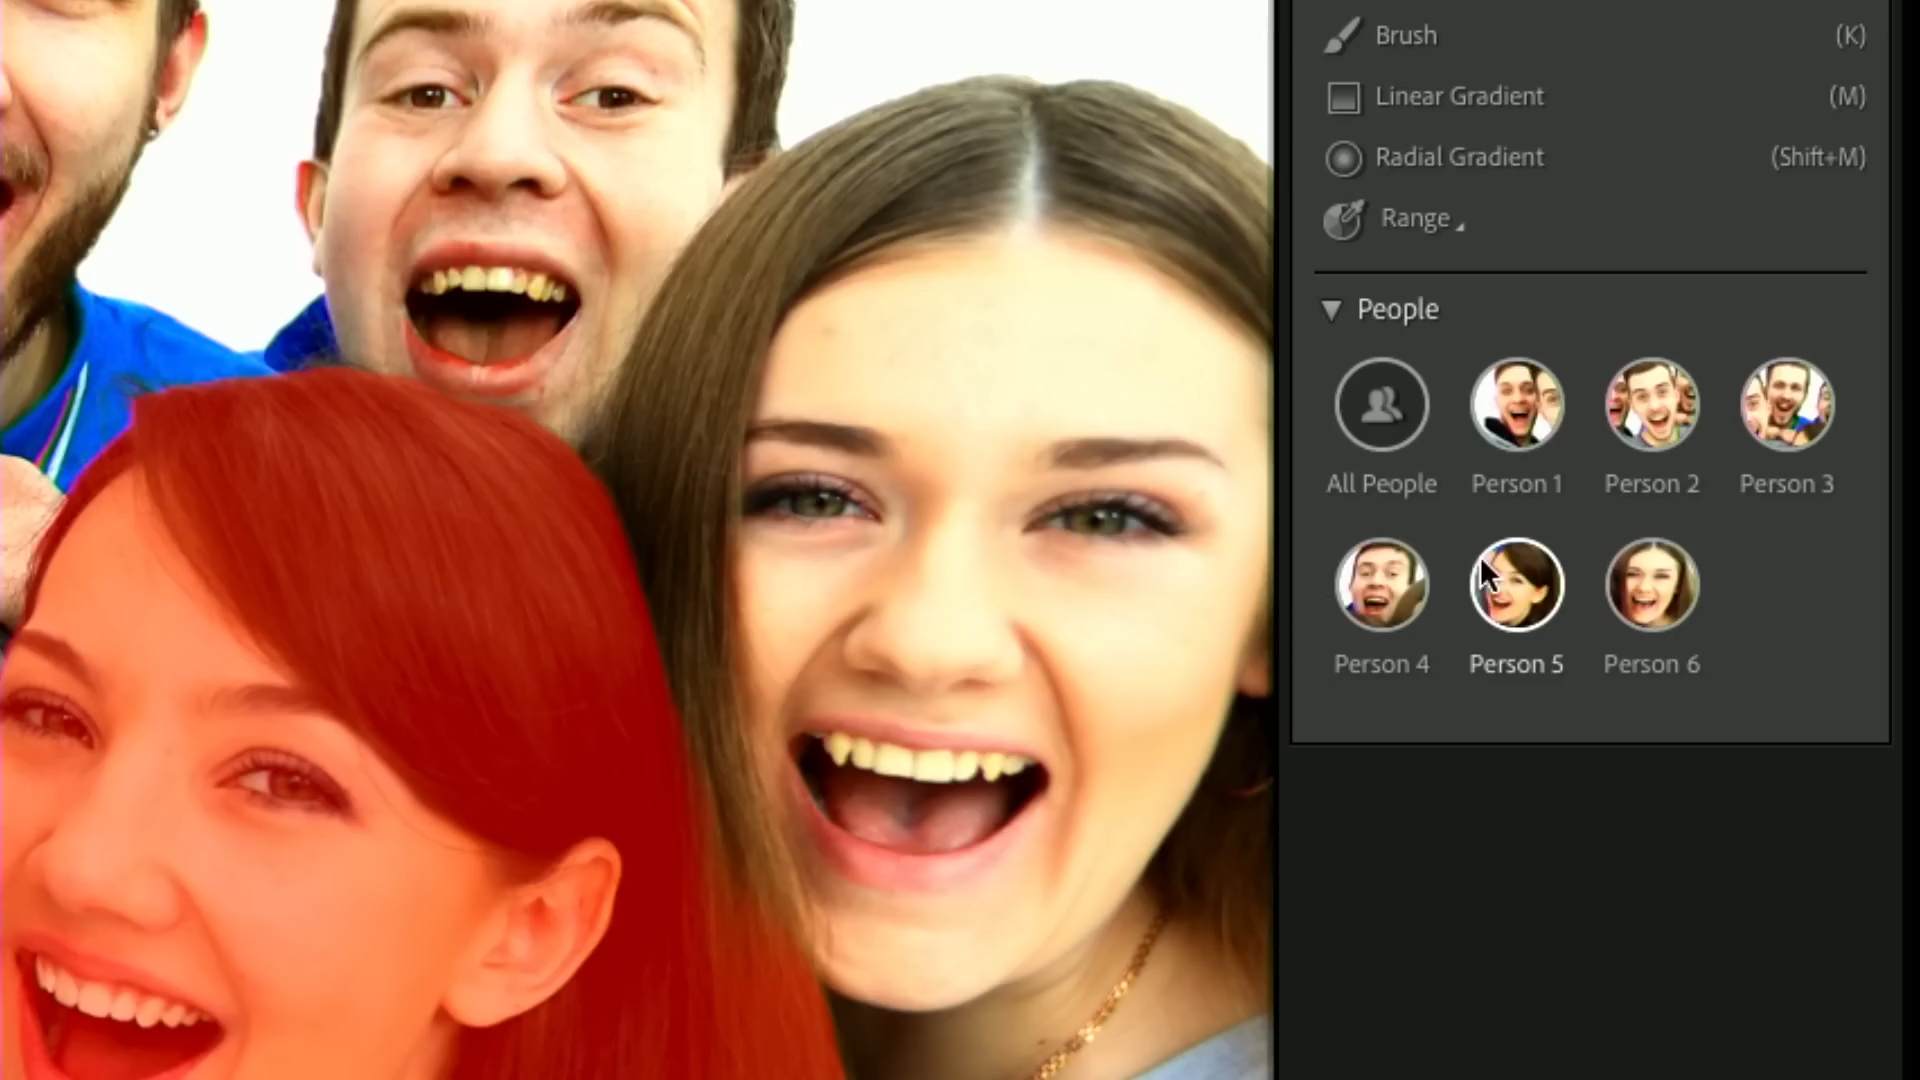 Brush (K)
Linear Gradient (M)
Radial Gradient (Shift+M)
Range
People
All People Person 1 Person 2 Person 3
Person 4 Person 5 Person 6